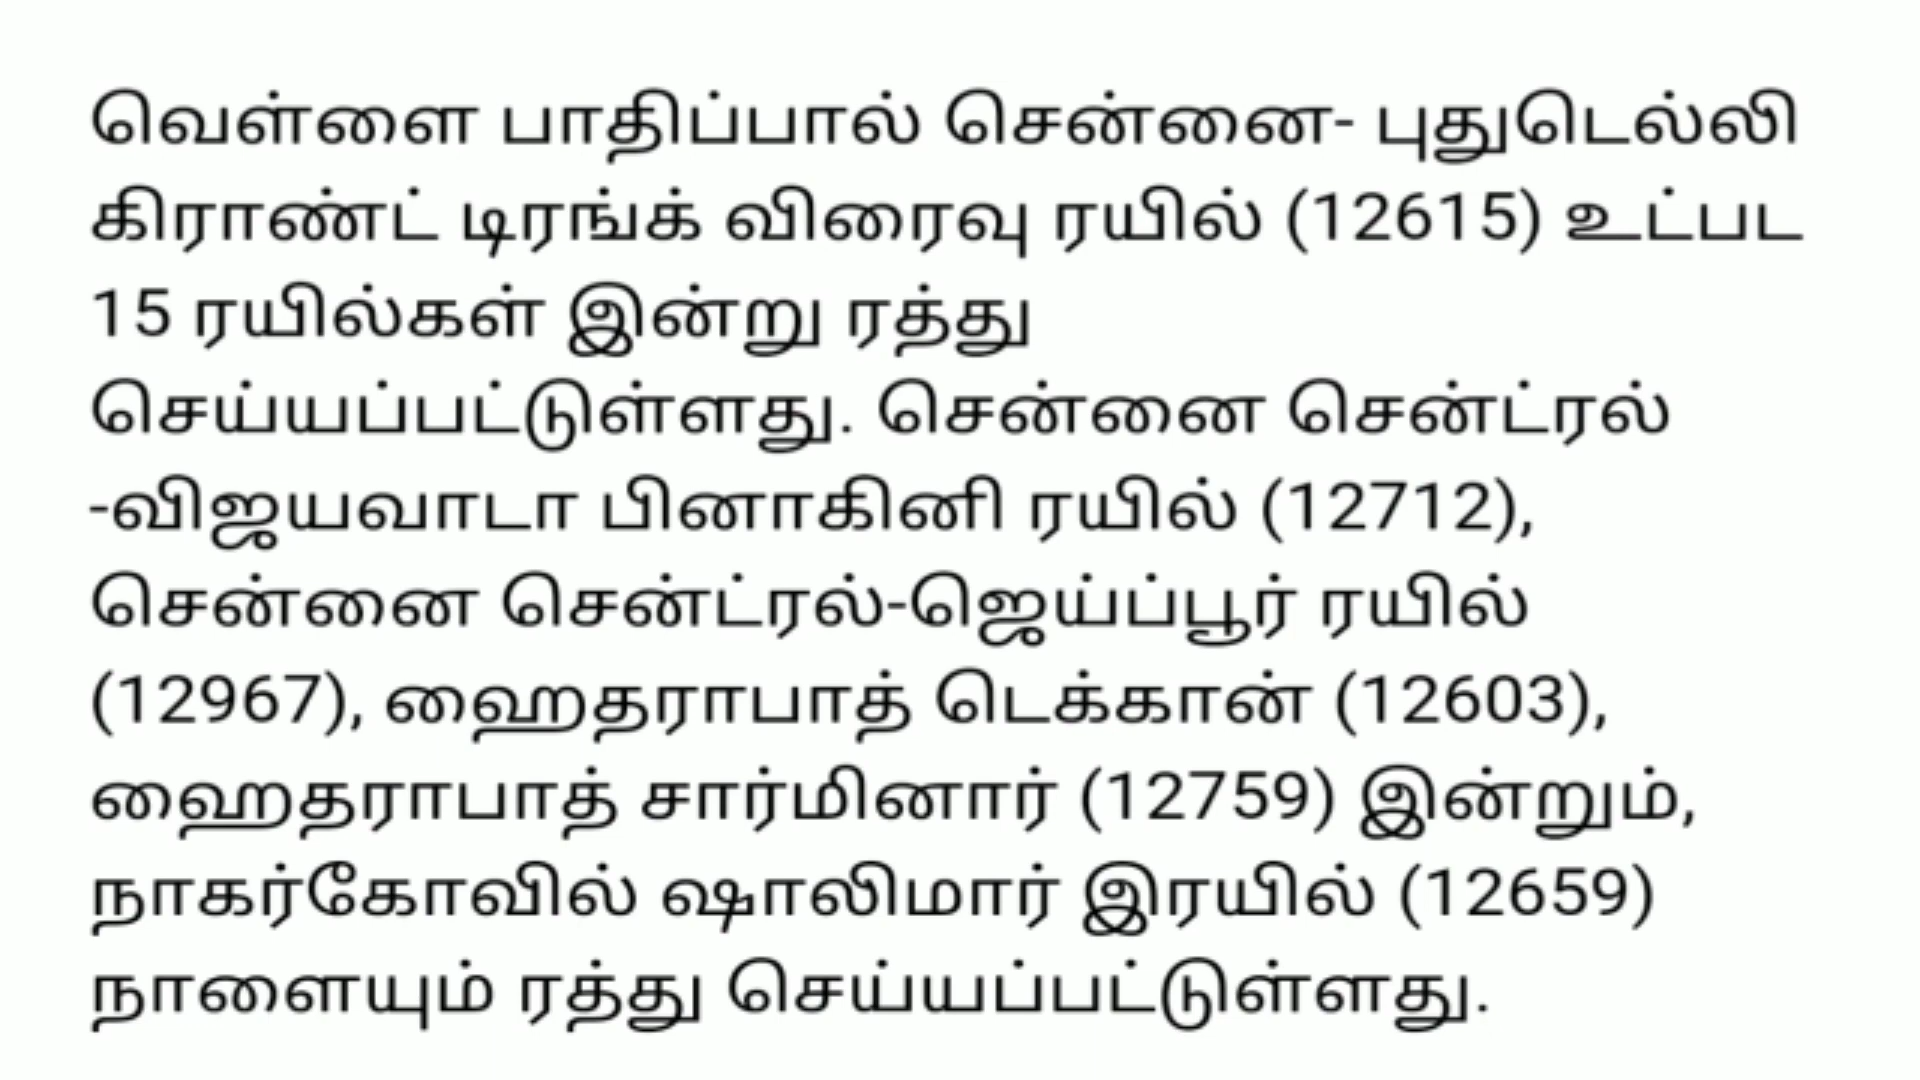 வெள்ளை பாதிப்பால் சென்னை- புதுடெல்லி
கிராண்ட் டிரங்க் விரைவு ரயில் (12615) உட்பட
15 ரயில்கள் இன்று ரத்து
செய்யப்பட்டுள்ளது. சென்னை சென்ட்ரல்
-விஜயவாடா பினாகினி ரயில் (12712),
சென்னை சென்ட்ரல்-ஜெய்ப்பூர் ரயில்
(12967), ஹைதராபாத் டெக்கான் (12603),
ஹைதராபாத் சார்மினார் (12759) இன்றும்,
நாகர்கோவில் ஷாலிமார் இரயில் (12659)
நாளையும் ரத்து செய்யப்பட்டுள்ளது.